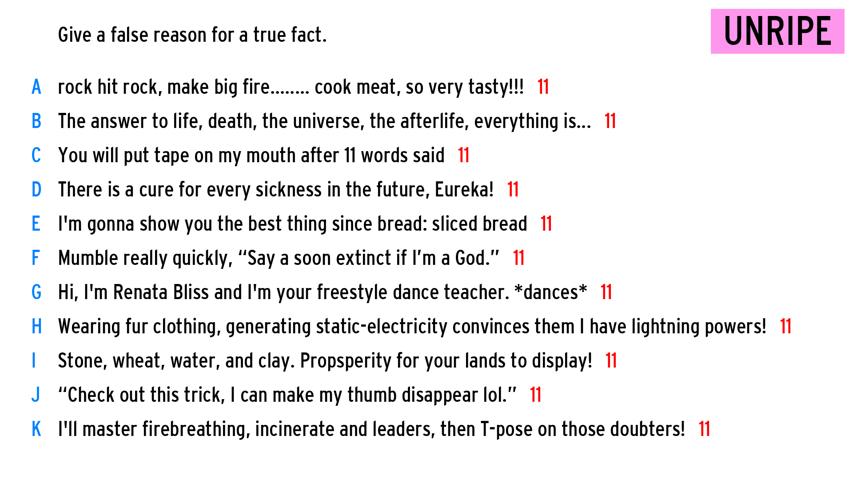 Give a false reason for a true fact.
UNRIPE
A rock hit rock, make big fire........ cook meat, so very tasty!!! 11
B The answer to life, death, the universe, the afterlife, everything is... 11
C You will put tape on my mouth after 11 words said 11
D There is a cure for every sickness in the future, Eureka! 11
E I'm gonna show you the best thing since bread: sliced bread 11
F Mumble really quickly, “Say a soon extinct if I’m a God.” 11
G Hi, I'm Renata Bliss and I'm your freestyle dance teacher. *dances* 11
H Wearing fur clothing, generating static-electricity convinces them I have lightning powers! 11
I Stone, wheat, water, and clay. Propsperity for your lands to display! 11
J “Check out this trick, I can make my thumb disappear lol.” 11
K I'll master firebreathing, incinerate and leaders, then T-pose on those doubters! 11